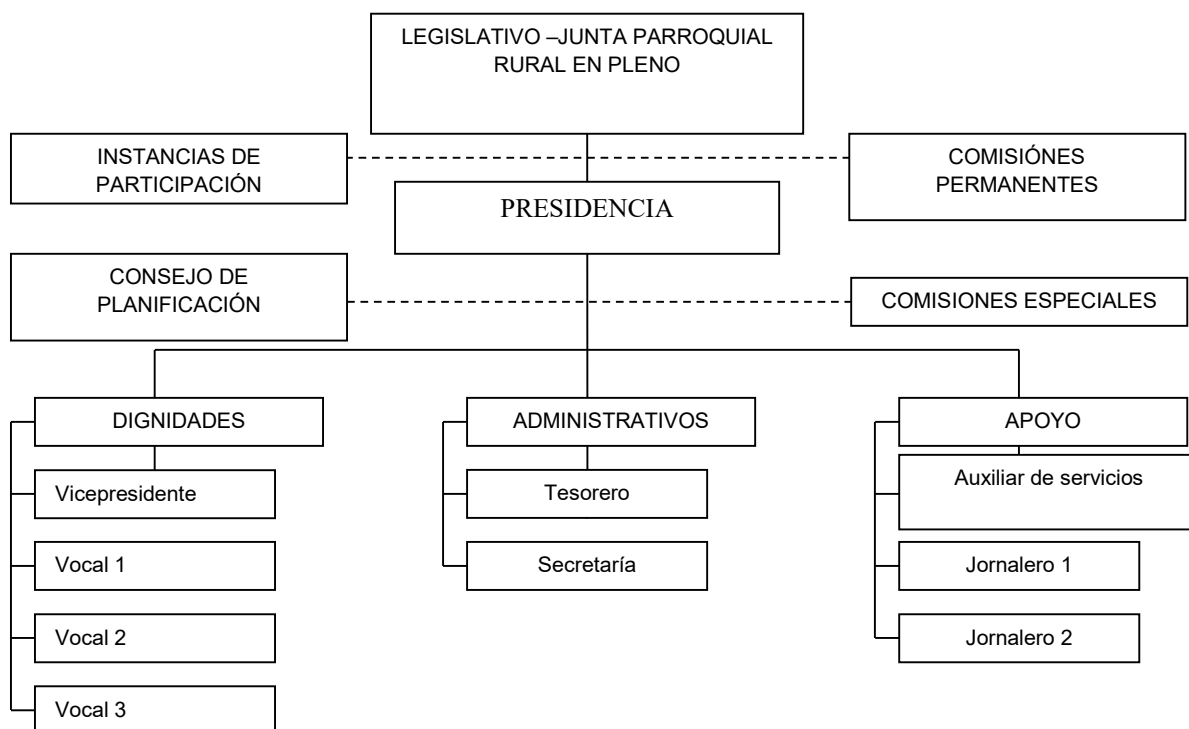 LEGISLATIVO –JUNTA PARROQUIAL
RURAL EN PLENO
INSTANCIAS DE
PARTICIPACIÓN
COMISIÓNES
PERMANENTES
PRESIDENCIA
CONSEJO DE
PLANIFICACIÓN
COMISIONES ESPECIALES
DIGNIDADES
ADMINISTRATIVOS
APOYO
Vicepresidente
Tesorero
Auxiliar de servicios
Vocal 1
Secretaría
Jornalero 1
Vocal 2
Jornalero 2
Vocal 3